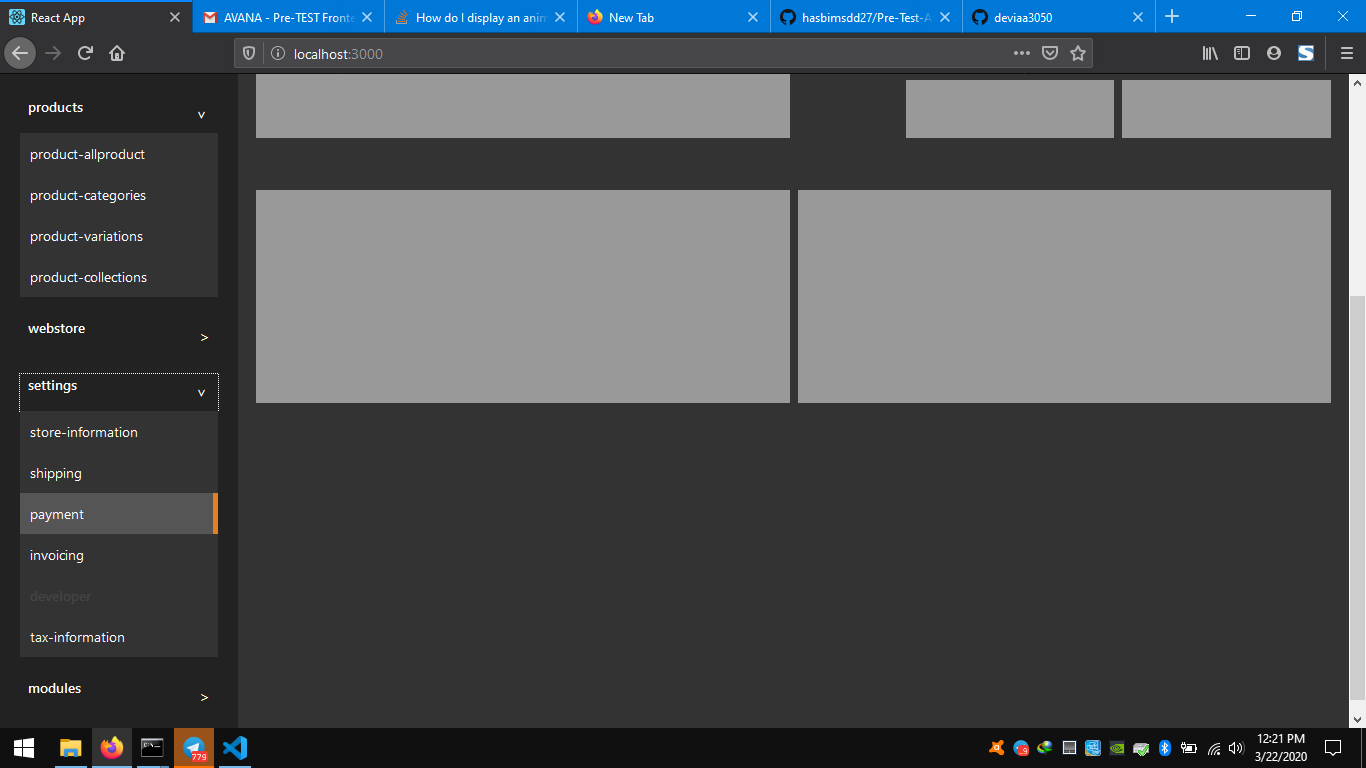 React App
AVANA - Pre-TEST Fronte
How do I display an anim
New Tab
hasbimsdd27/Pre-Test-A
deviaa3050
localhost:3000
products
v
product-allproduct
product-categories
product-variations
product-collections
webstore
>
settings
v
store-information
shipping
payment
invoicing
developer
tax-information
modules
>
779
9
12:21 PM
3/22/2020